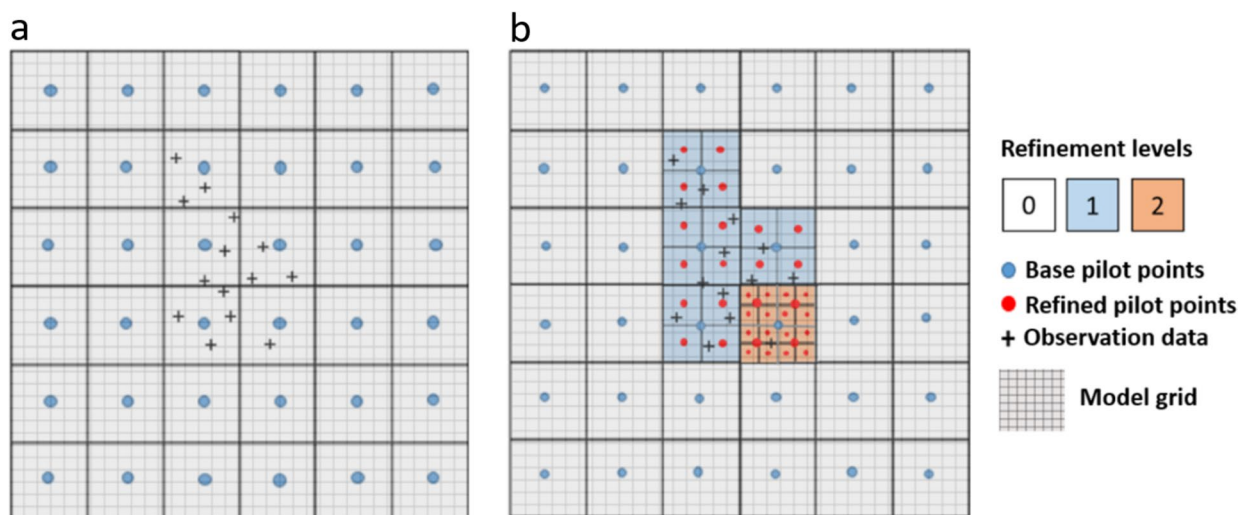 a
b
Refinement levels
0 1 2
Base pilot points
Refined pilot points
Observation data
Model grid